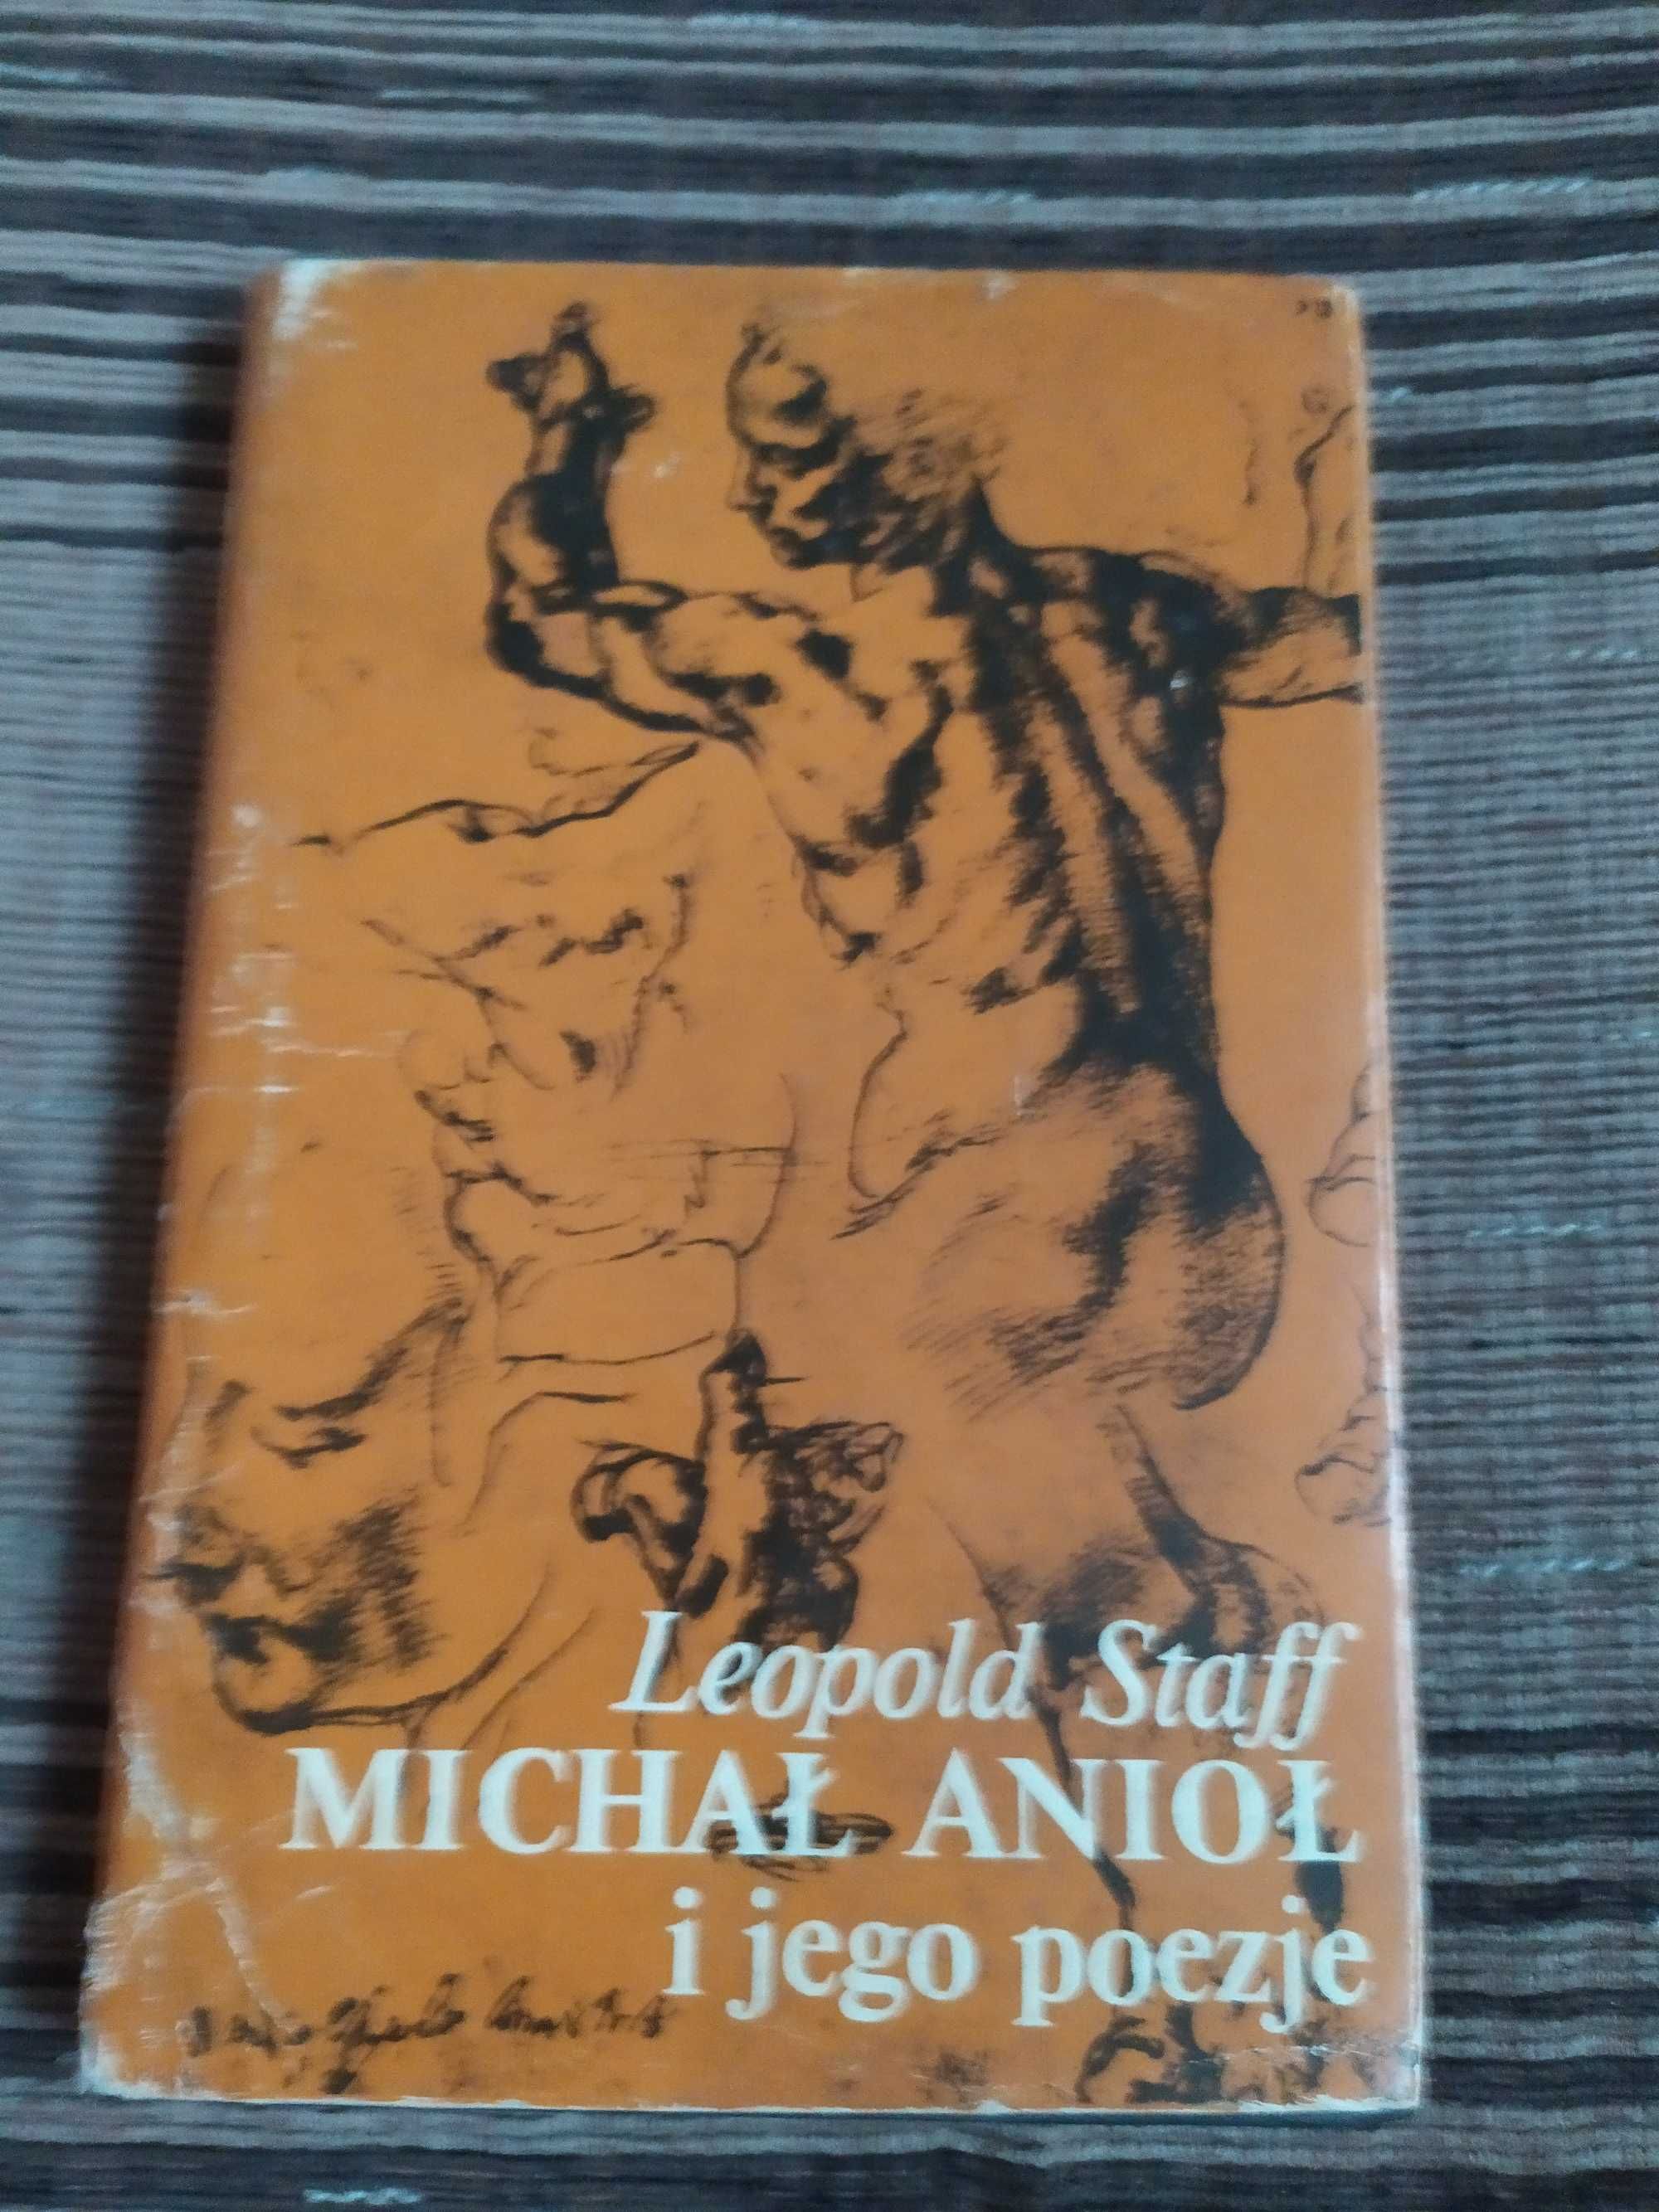 Leopold Staff
MICHAŁ ANIOŁ
i jego poezje